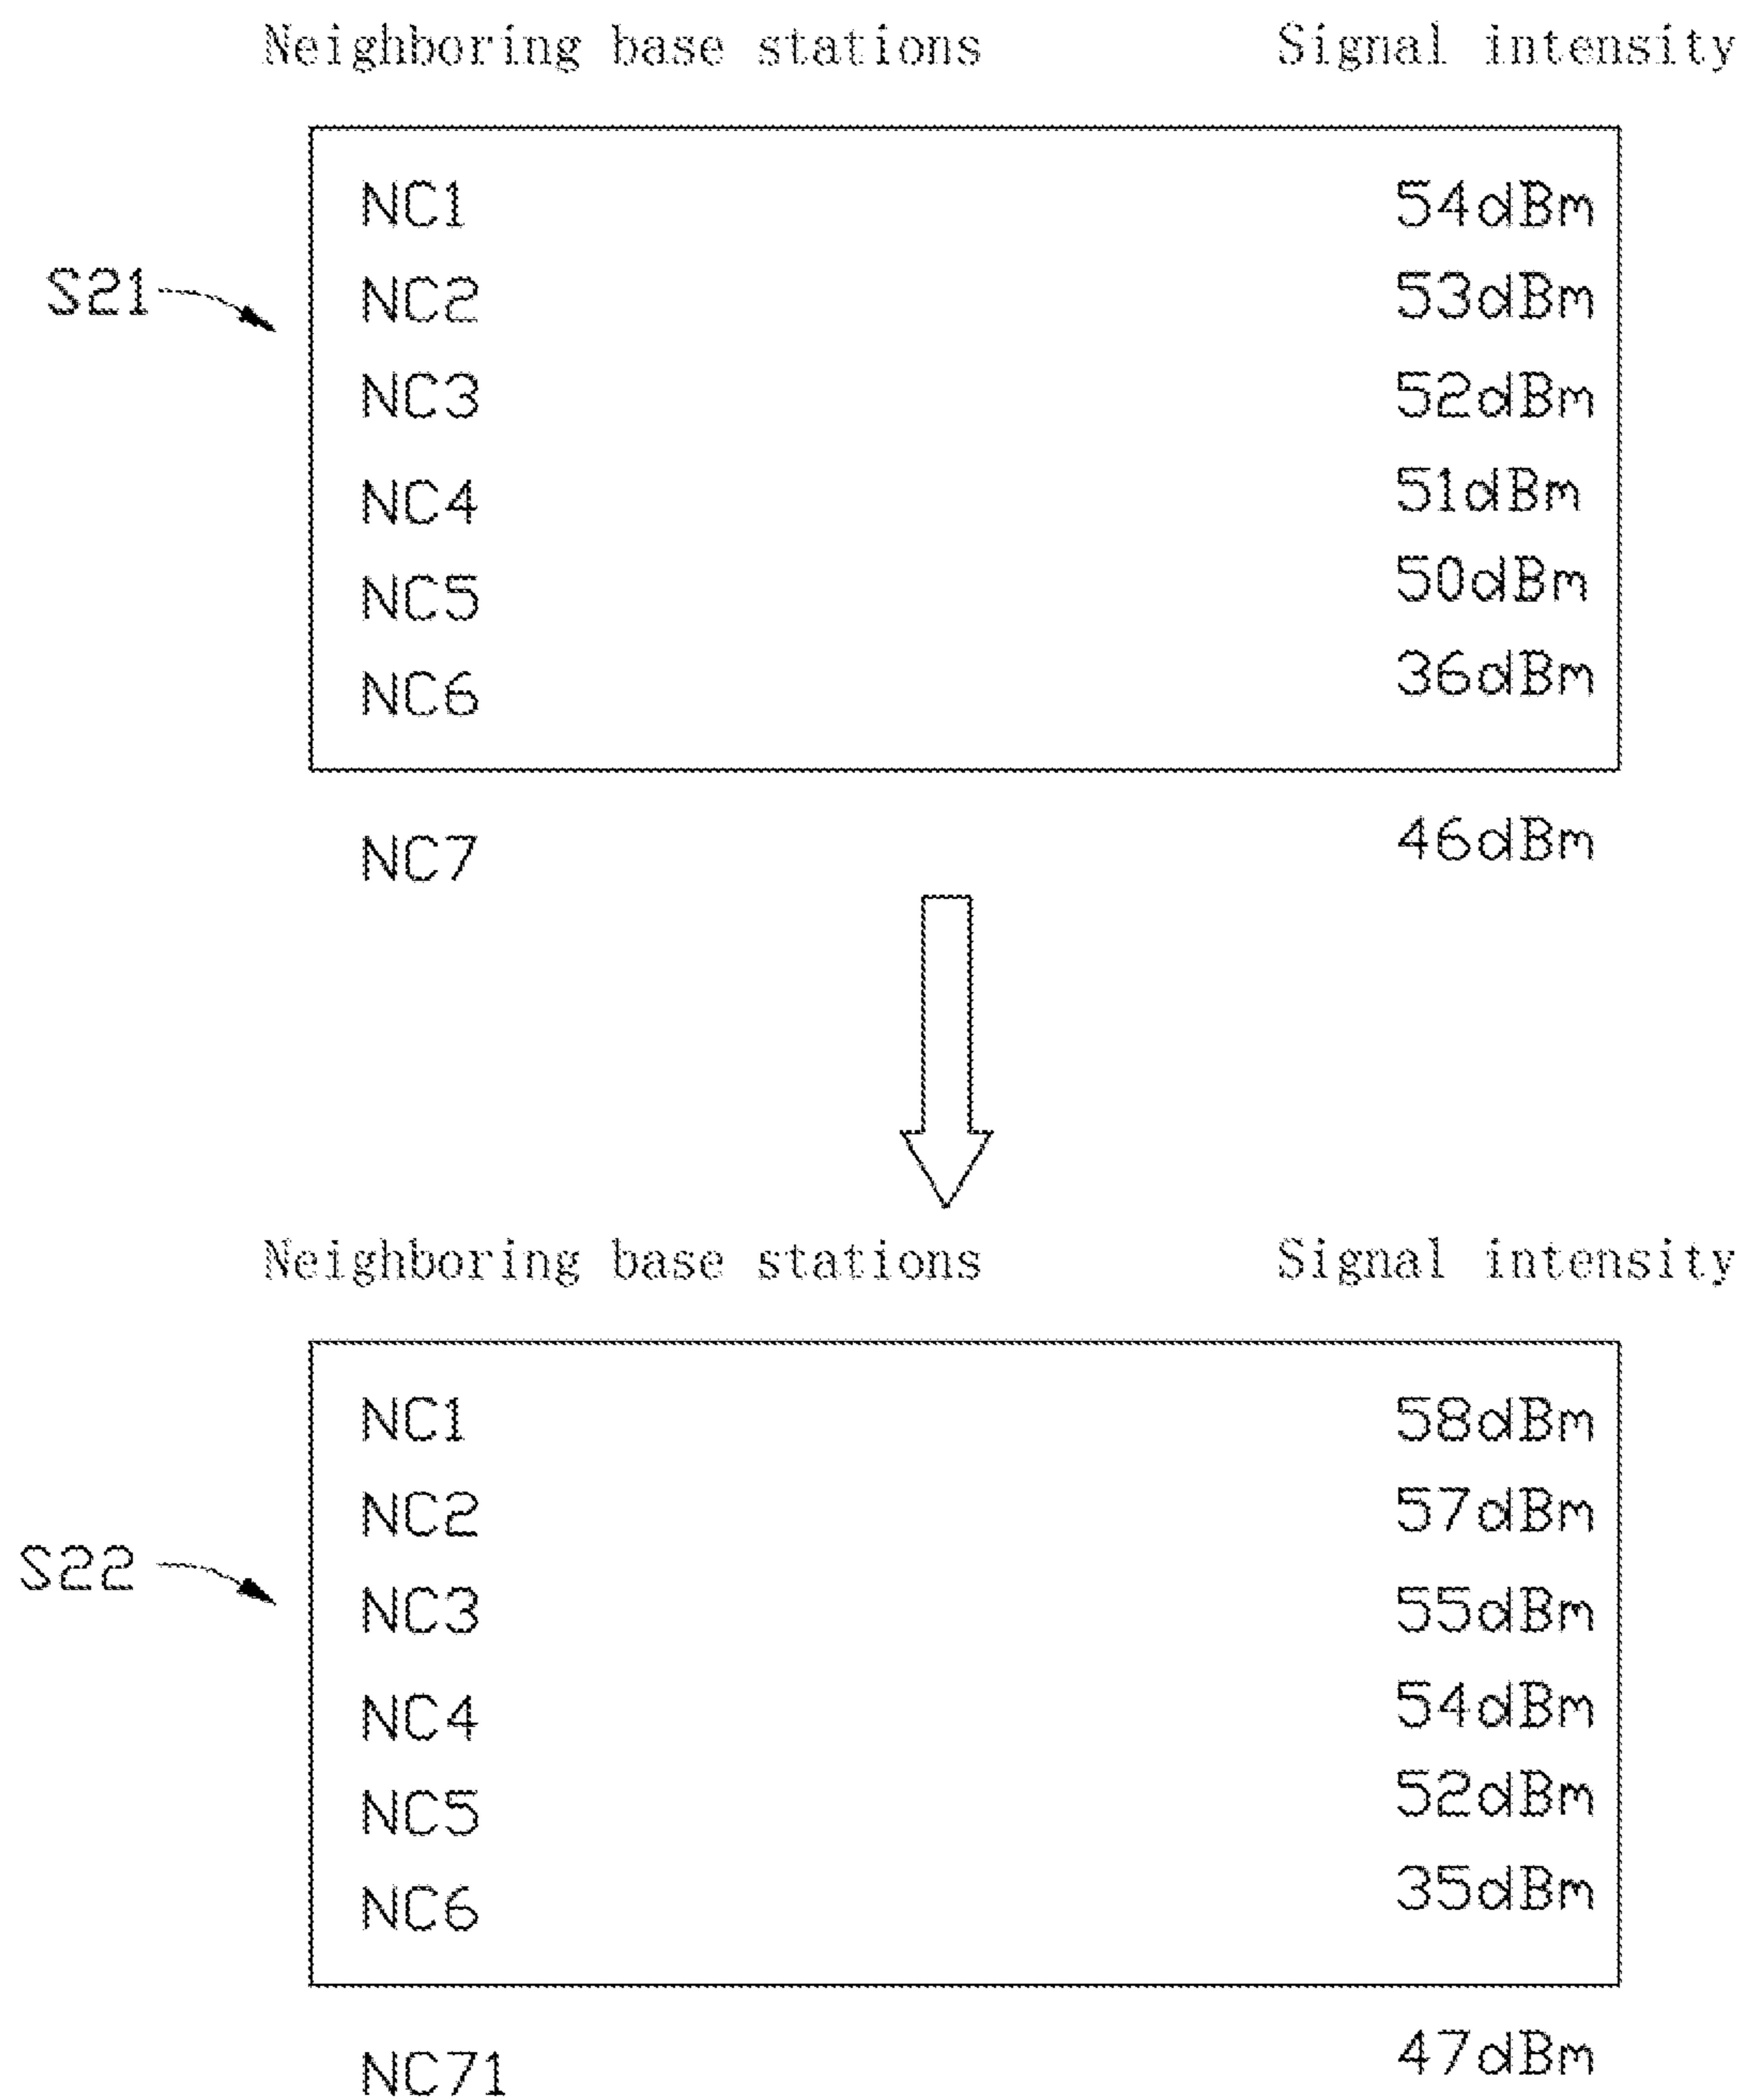 Neighboring base stations Signal intensity
NC1 54dBm
S21 NC2 53dBm
NC3 52dBm
NC4 51dBm
NC5 50dBm
NC6 36dBm
NC7 46dBm
Neighboring base stations Signal intensity
NC1 58dBm
NC2 57dBm
S22 NC3 55dBm
NC4 54dBm
NC5 52dBm
NC6 35dBm
NC71 47dBm